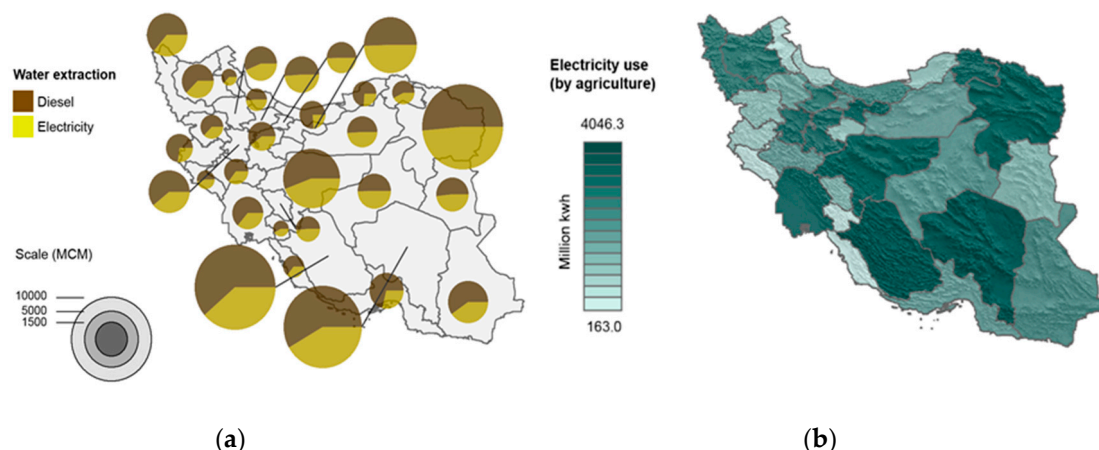 Water extraction
Diesel
Electricity
Scale (MCM)
10000
5000
1500
(a)
Electricity use
(by agriculture)
4046.3
Million kwh
163.0
(b)